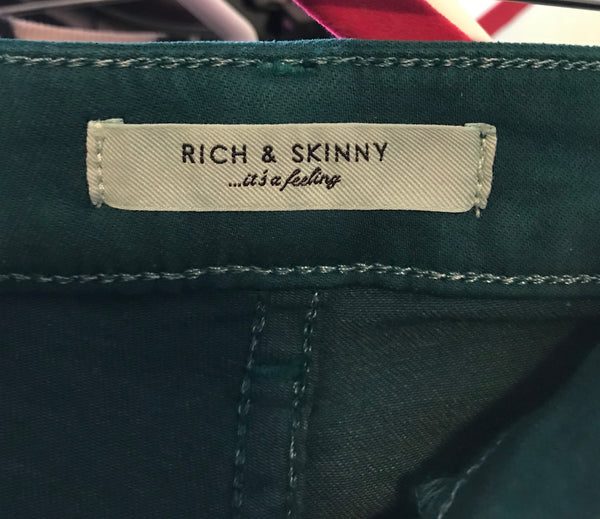 RICH & SKINNY
...it's a feeling